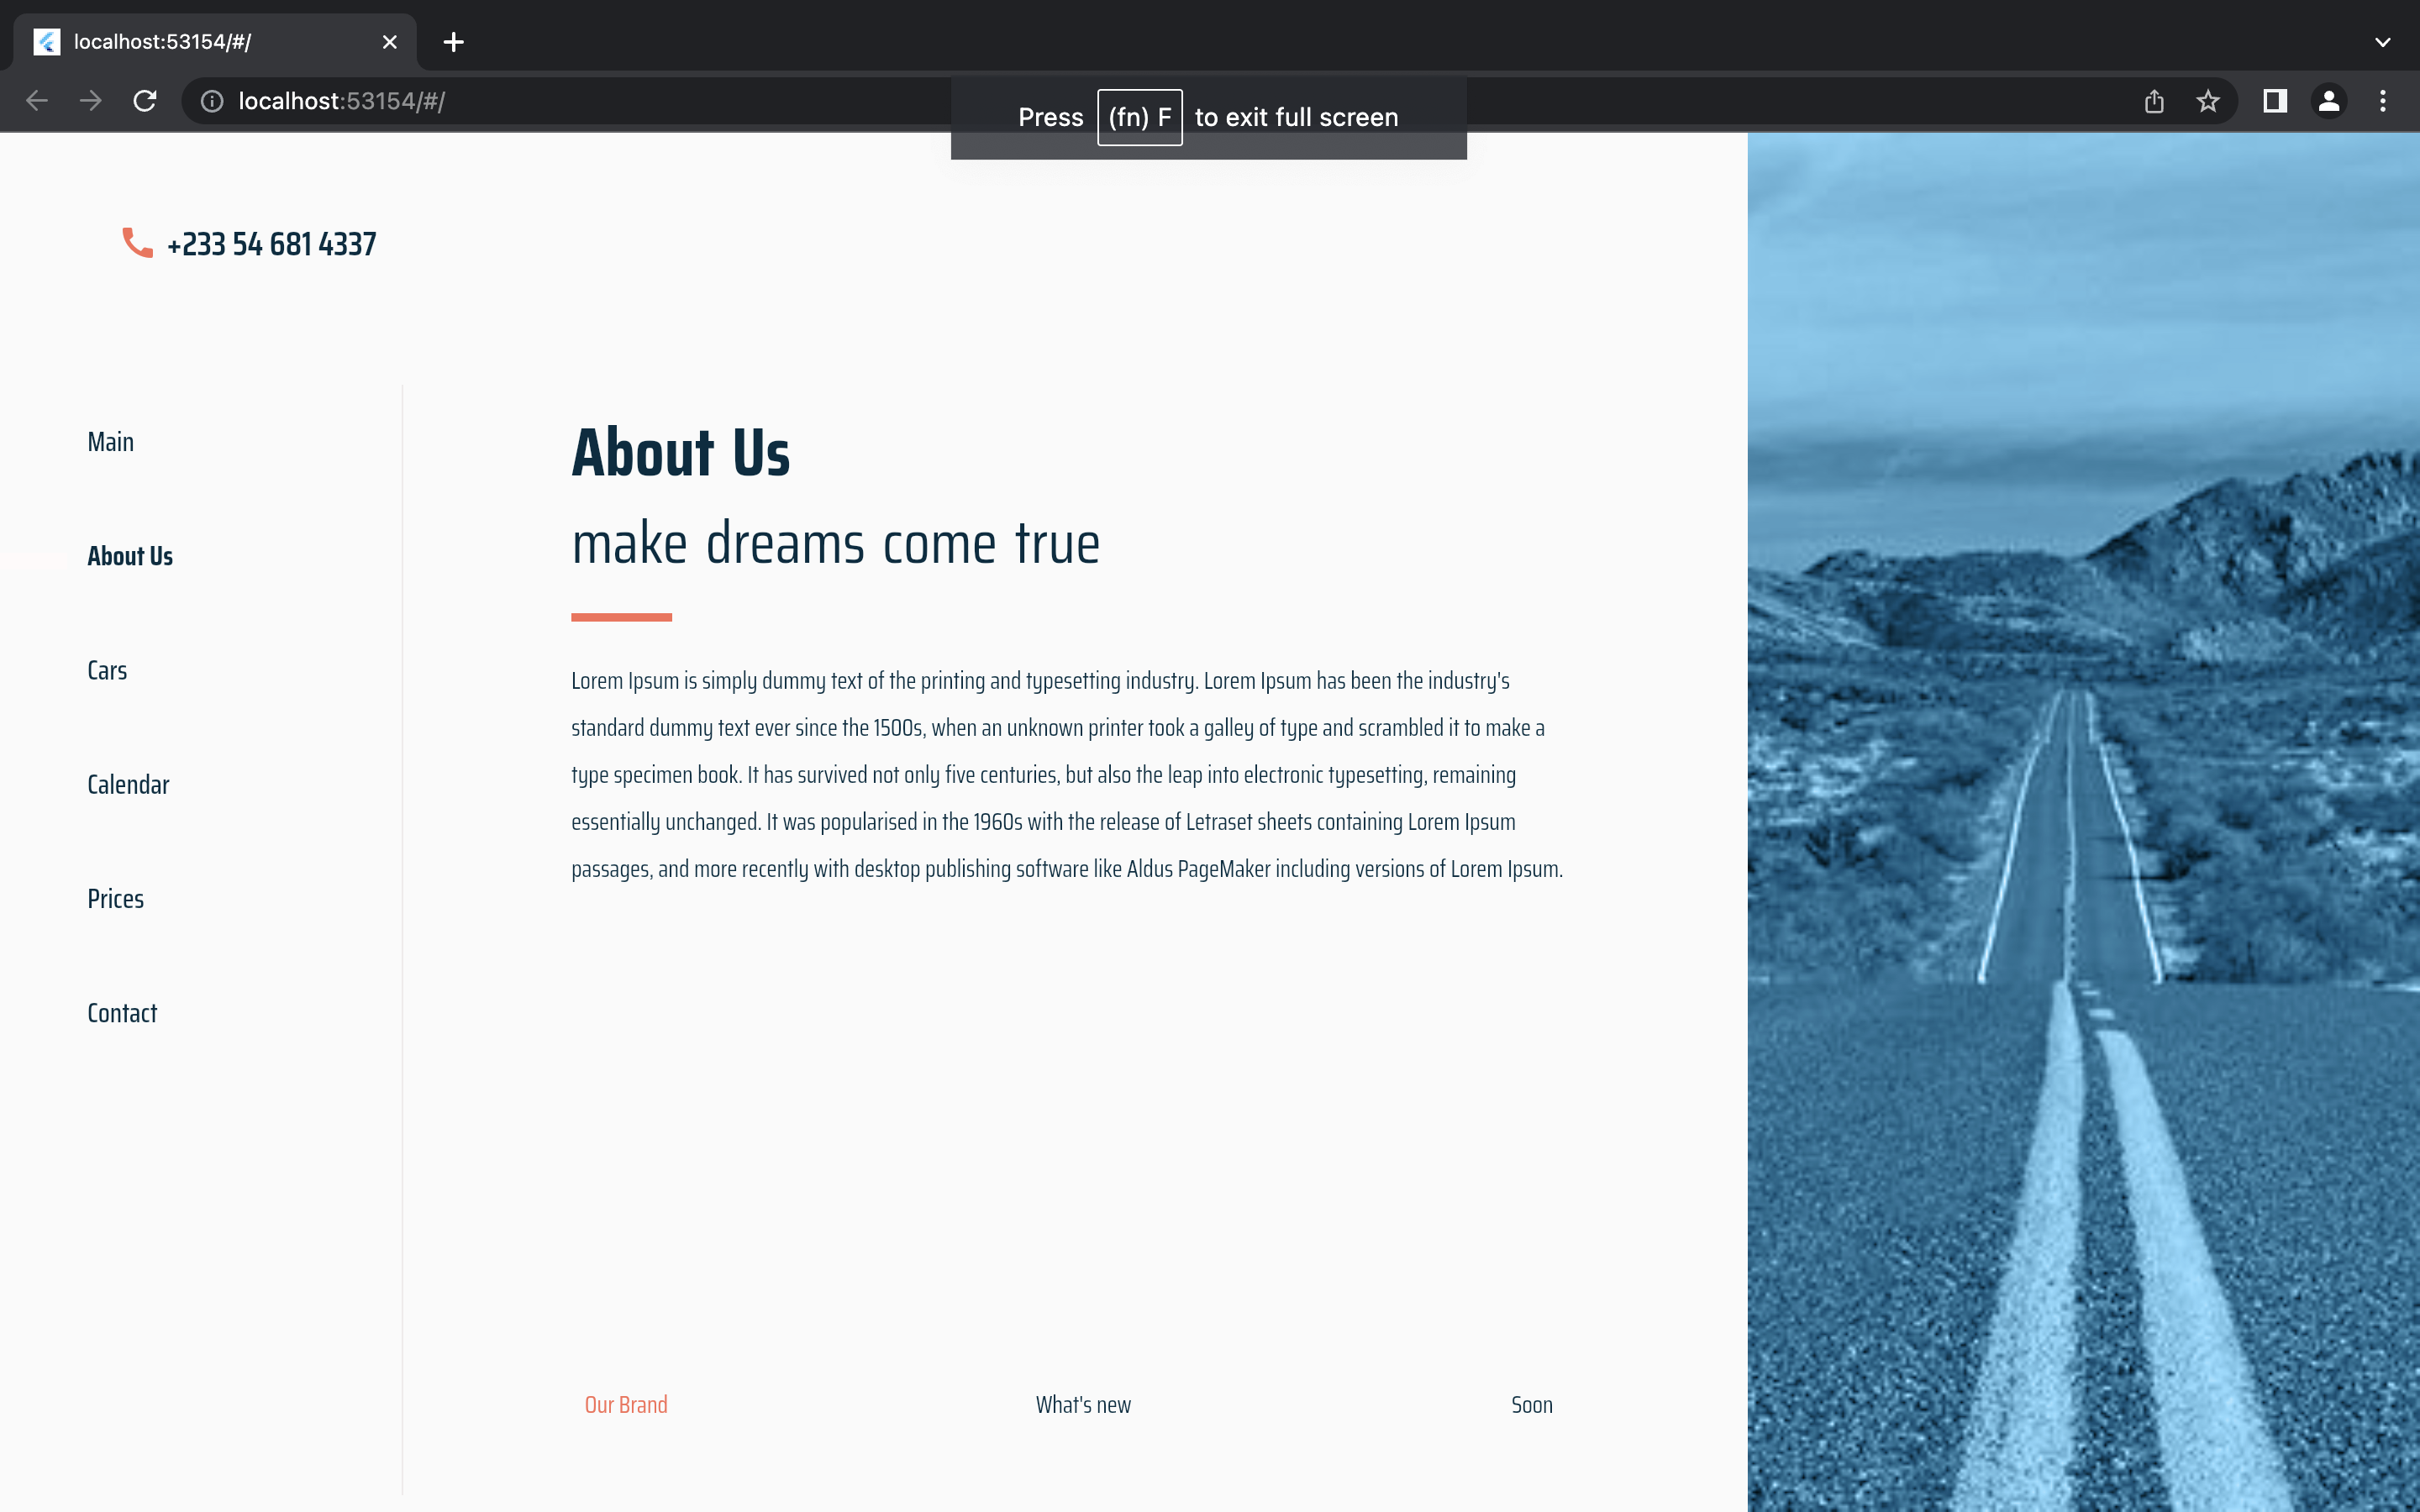 localhost:53154/#/
localhost:53154/#/
Press (fn) F to exit full screen
+233 54 681 4337
Main
About Us
Cars
Calendar
Prices
Contact
About Us
make dreams come true
Lorem Ipsum is simply dummy text of the printing and typesetting industry. Lorem Ipsum has been the industry's
standard dummy text ever since the 1500s, when an unknown printer took a galley of type and scrambled it to make a
type specimen book. It has survived not only five centuries, but also the leap into electronic typesetting, remaining
essentially unchanged. It was popularised in the 1960s with the release of Letraset sheets containing Lorem Ipsum
passages, and more recently with desktop publishing software like Aldus PageMaker including versions of Lorem Ipsum.
Our Brand
What's new
Soon